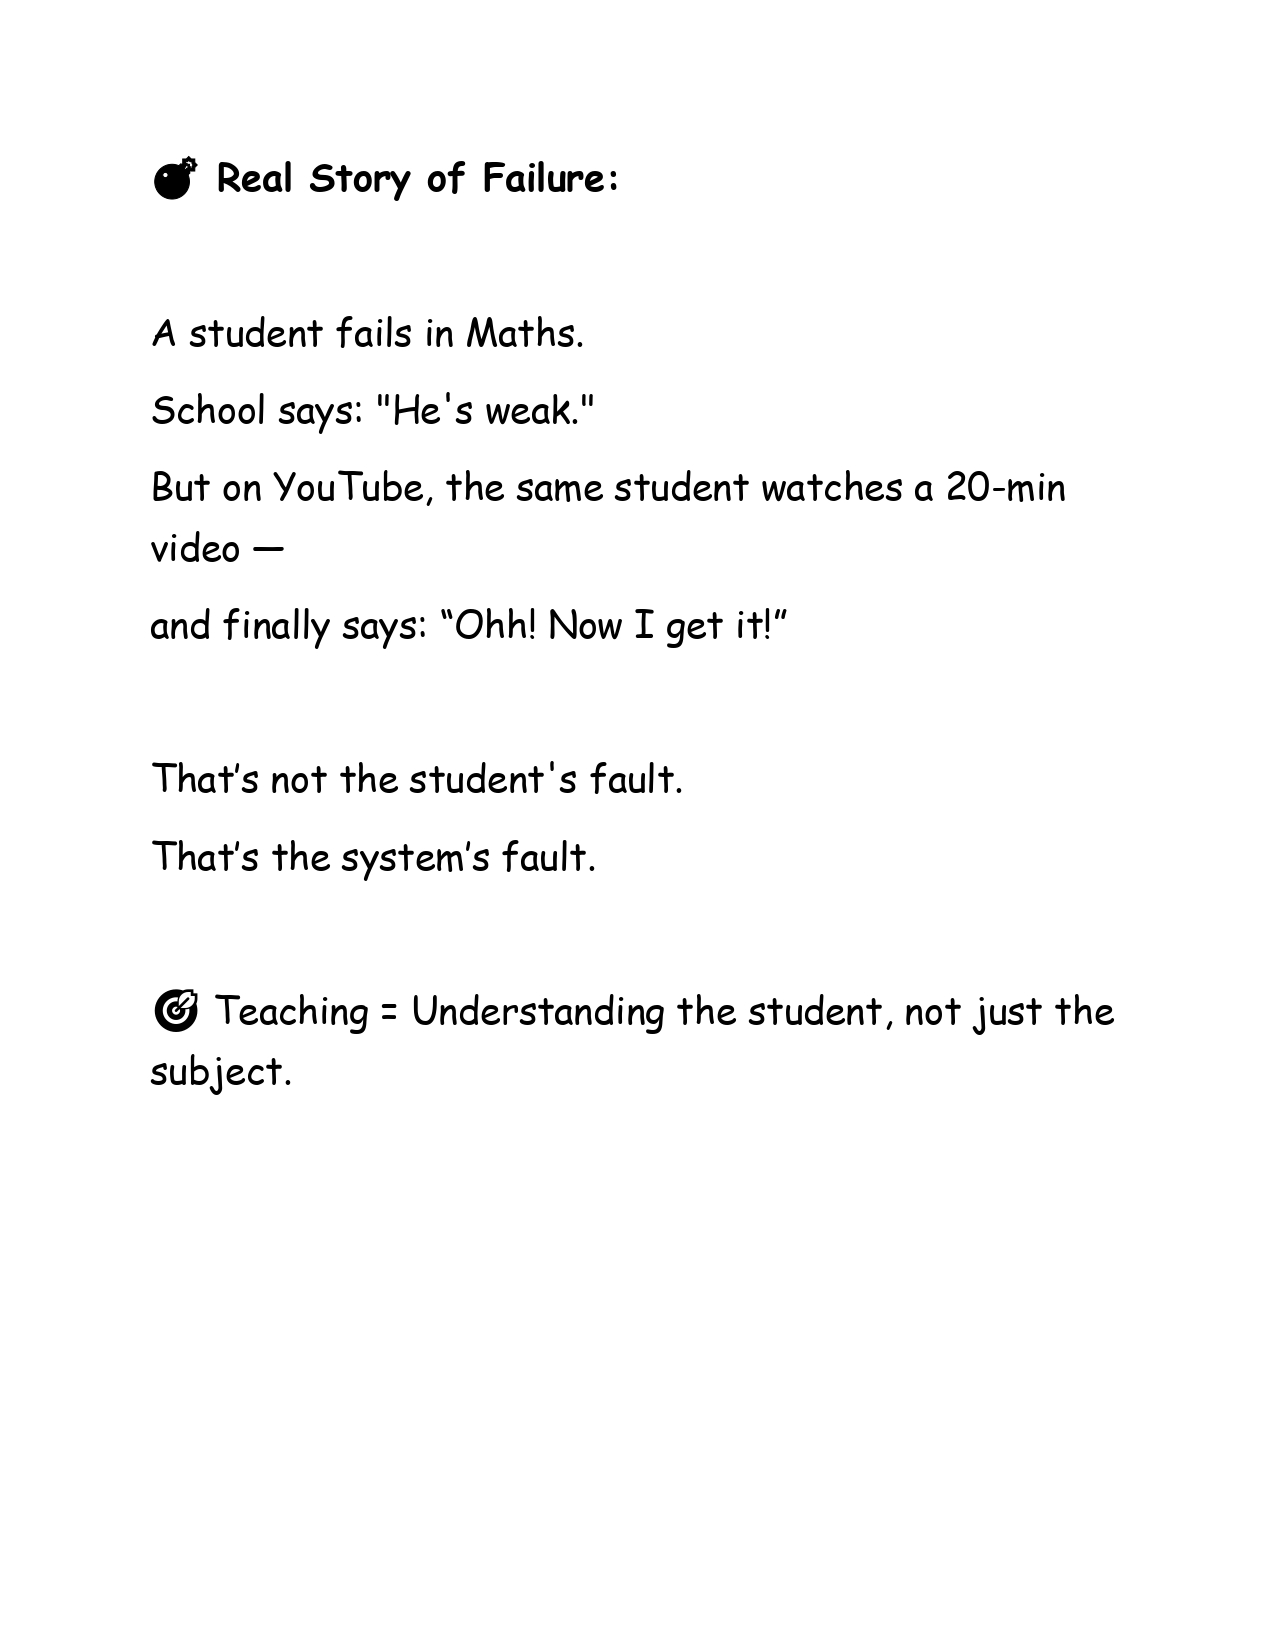 💣 Real Story of Failure:
A student fails in Maths.
School says: "He's weak."
But on YouTube, the same student watches a 20-min
video —
and finally says: “Ohh! Now I get it!”
That’s not the student's fault.
That’s the system’s fault.
🎯 Teaching = Understanding the student, not just the
subject.